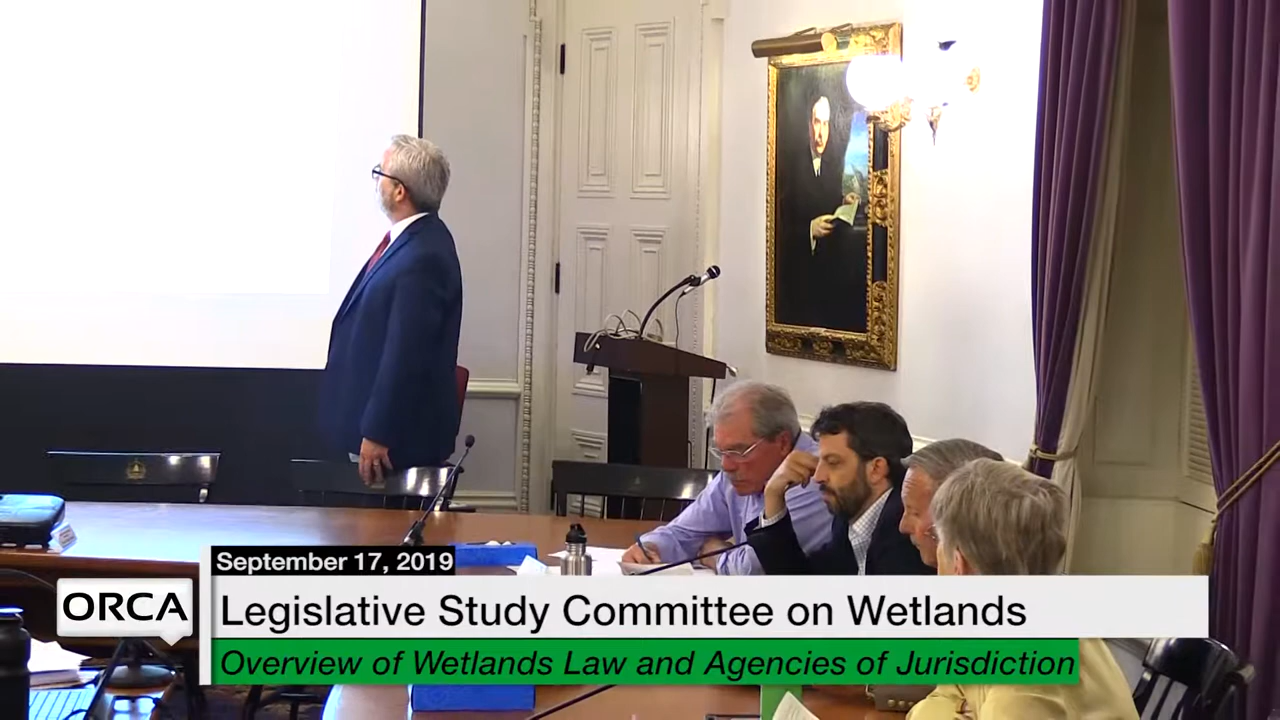 September 17, 2019
ORCA
Legislative Study Committee on Wetlands
Overview of Wetlands Law and Agencies of Jurisdiction